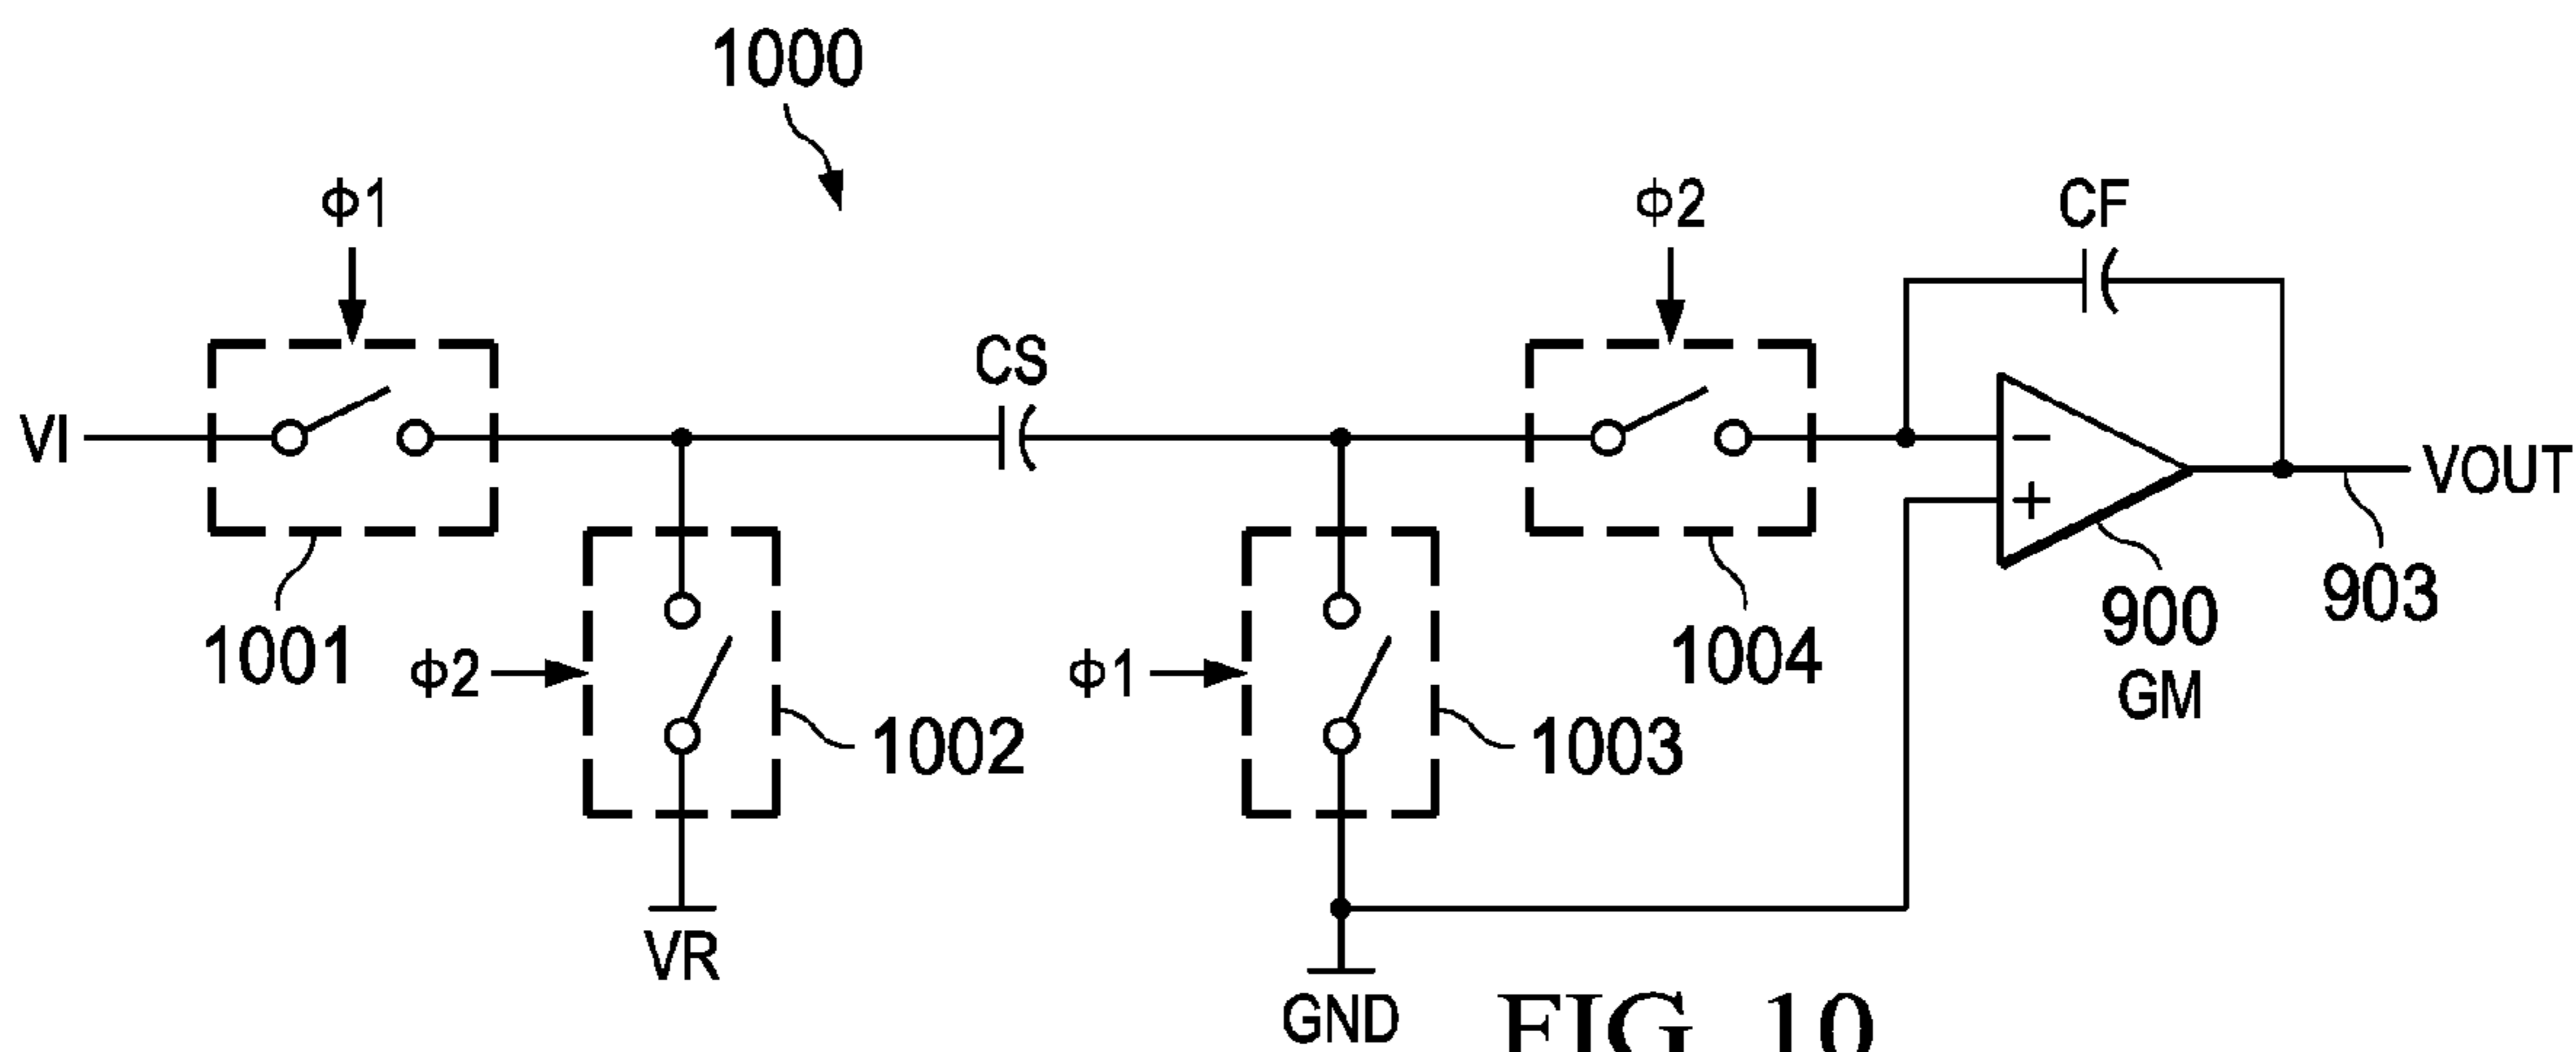 1000
Φ1
Φ2
CF
CS
VI
−
+
VOUT
1001
Φ2
1002
Φ1
1003
1004
900
GM
903
VR
GND
FIG. 10